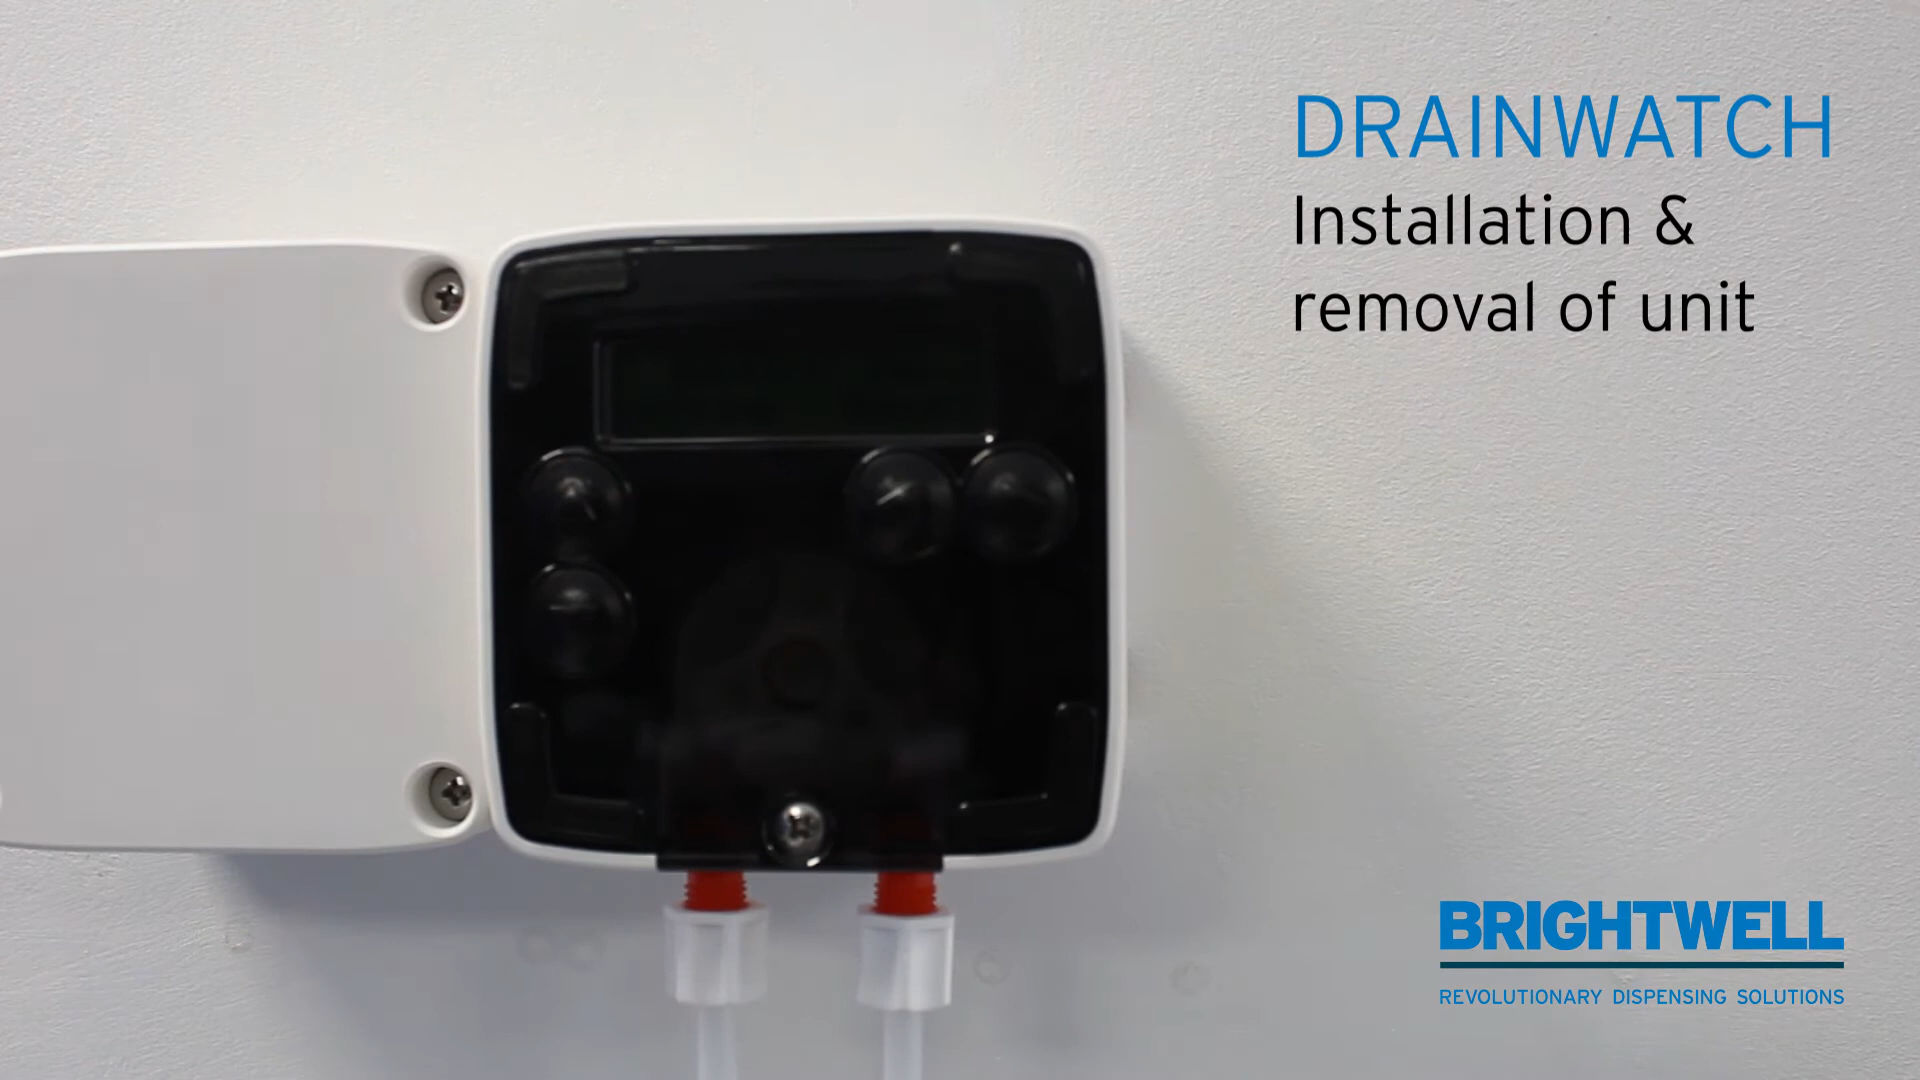 DRAINWATCH
Installation &
removal of unit
BRIGHTWELL
REVOLUTIONARY DISPENSING SOLUTIONS